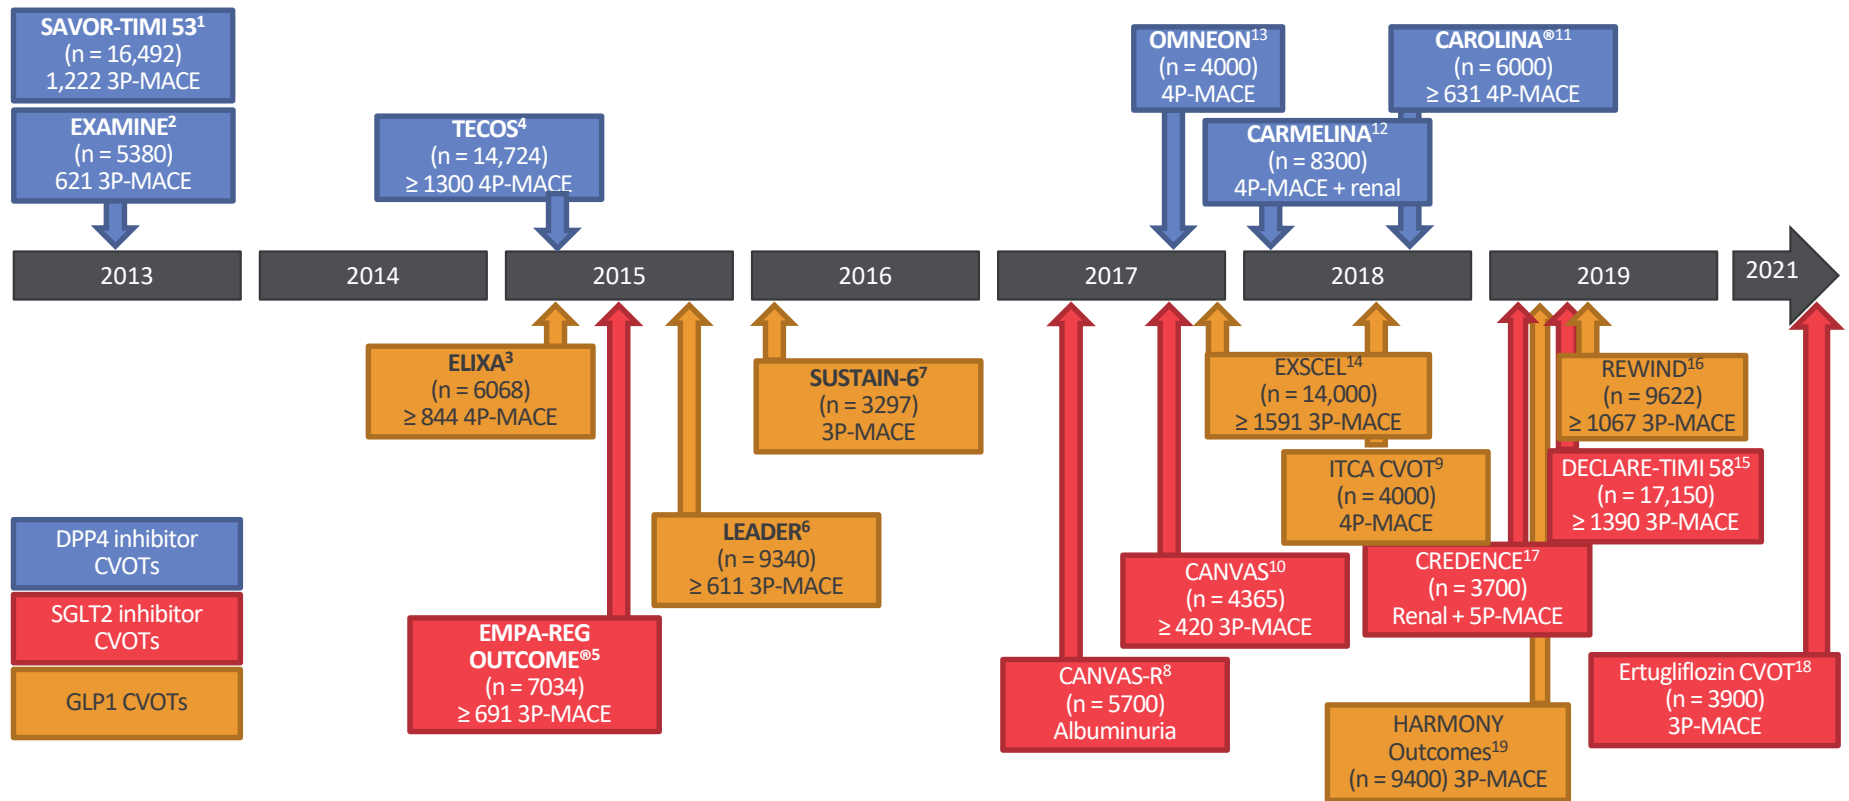 SAVOR-TIMI 53¹
(n = 16,492)
1,222 3P-MACE
EXAMINE²
(n = 5380)
621 3P-MACE
TECOS⁴
(n = 14,724)
≥ 1300 4P-MACE
OMNEON¹³
(n = 4000)
4P-MACE
CARMELINA¹²
(n = 8300)
4P-MACE + renal
CAROLINA®¹¹
(n = 6000)
≥ 631 4P-MACE
2013
2014
2015
2016
2017
2018
2019
2021
ELIXA³
(n = 6068)
≥ 844 4P-MACE
EMPA-REG
OUTCOME®⁵
(n = 7034)
≥ 691 3P-MACE
LEADER⁶
(n = 9340)
≥ 611 3P-MACE
SUSTAIN-6⁷
(n = 3297)
3P-MACE
CANVAS-R⁸
(n = 5700)
Albuminuria
CANVAS¹⁰
(n = 4365)
≥ 420 3P-MACE
EXSCEL¹⁴
(n = 14,000)
≥ 1591 3P-MACE
ITCA CVOT⁹
(n = 4000)
4P-MACE
CREDENCE¹⁷
(n = 3700)
Renal + 5P-MACE
HARMONY
Outcomes¹⁹
(n = 9400) 3P-MACE
REWIND¹⁶
(n = 9622)
≥ 1067 3P-MACE
DECLARE-TIMI 58¹⁵
(n = 17,150)
≥ 1390 3P-MACE
Ertugliflozin CVOT¹⁸
(n = 3900)
3P-MACE
DPP4 inhibitor
CVOTs
SGLT2 inhibitor
CVOTs
GLP1 CVOTs